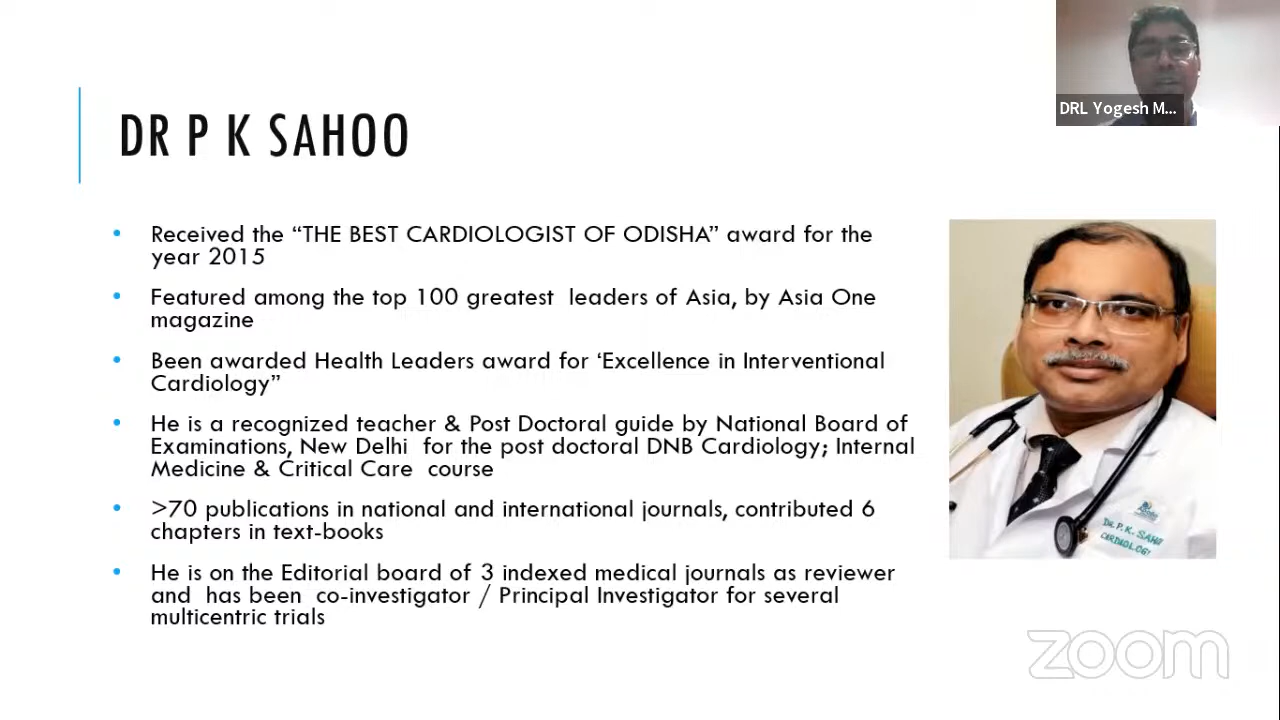 DRL Yogesh M...
DR P K SAHOO
• Received the “THE BEST CARDIOLOGIST OF ODISHA” award for the
year 2015
• Featured among the top 100 greatest leaders of Asia, by Asia One
magazine
• Been awarded Health Leaders award for ‘Excellence in Interventional
Cardiology”
• He is a recognized teacher & Post Doctoral guide by National Board of
Examinations, New Delhi for the post doctoral DNB Cardiology; Internal
Medicine & Critical Care course
• >70 publications in national and international journals, contributed 6
chapters in text-books
• He is on the Editorial board of 3 indexed medical journals as reviewer
and has been co-investigator / Principal Investigator for several
multicentric trials
DR. P. K. SAHO
CARDIOLOGY
zoom